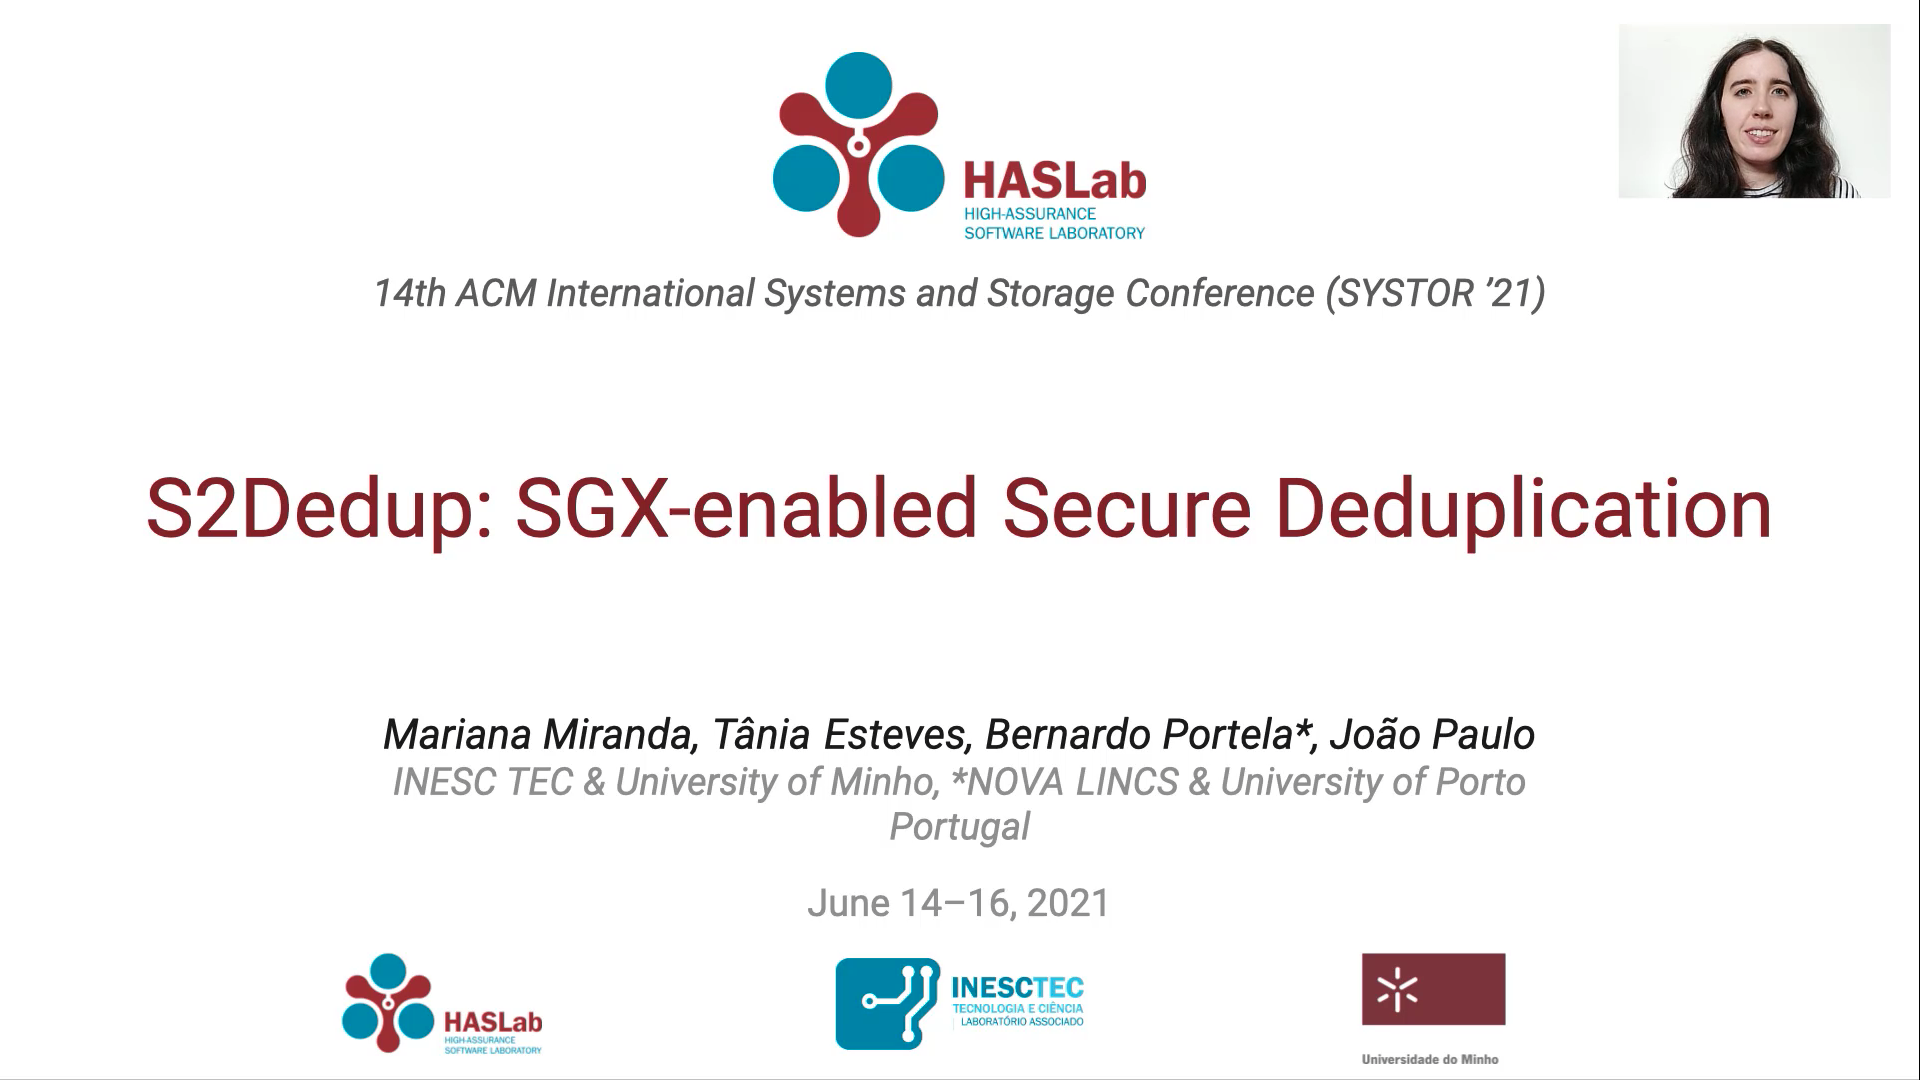 HASLab
HIGH-ASSURANCE
SOFTWARE LABORATORY
14th ACM International Systems and Storage Conference (SYSTOR ’21)
S2Dedup: SGX-enabled Secure Deduplication
Mariana Miranda, Tânia Esteves, Bernardo Portela*, João Paulo
INESC TEC & University of Minho, *NOVA LINCS & University of Porto
Portugal
June 14–16, 2021
HASLab
HIGH-ASSURANCE
SOFTWARE LABORATORY
INESCTEC
TECNOLOGIA E CIÊNCIA
LABORATÓRIO ASSOCIADO
Universidade do Minho